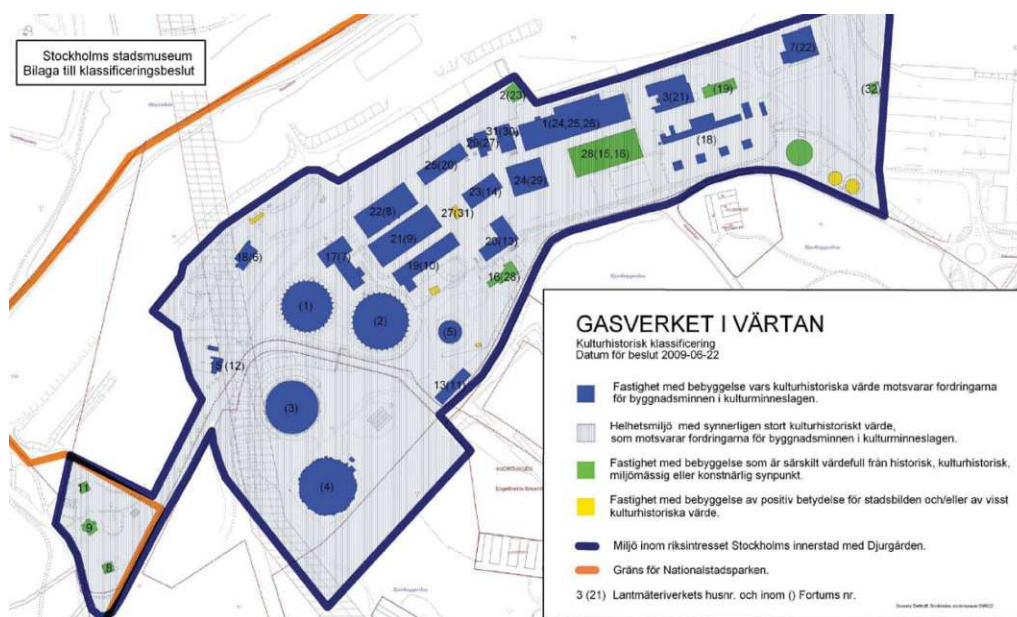 Stockholms stadsmuseum
Bilaga till klassificeringsbeslut
7(22)
2(23)
3(21)
(19)
(32)
31(30)
29(27)
1(24,25,26)
(18)
28(15,16)
25(20)
24(29)
23(14)
22(8)
27(31)
21(9)
20(13)
18(6)
17(7)
19(10)
16(28)
(1)
(2)
(5)
15(12)
13(11)
(3)
(4)
11
9
8
GASVERKET I VÄRTAN
Kulturhistorisk klassificering
Datum för beslut 2009-06-22
Fastighet med bebyggelse vars kulturhistoriska värde motsvarar fordringarna
för byggnadsminnen i kulturminneslagen.
Helhetsmiljö med synnerligen stort kulturhistoriskt värde,
som motsvarar fordringarna för byggnadsminnen i kulturminneslagen.
Fastighet med bebyggelse som är särskilt värdefull från historisk, kulturhistorisk,
miljömässig eller konstnärlig synpunkt.
Fastighet med bebyggelse av positiv betydelse för stadsbilden och/eller av visst
kulturhistoriska värde.
Miljö inom riksintresset Stockholms innerstad med Djurgården.
Gräns för Nationalstadsparken.
3 (21) Lantmäteriverkets husnr. och inom () Fortums nr.